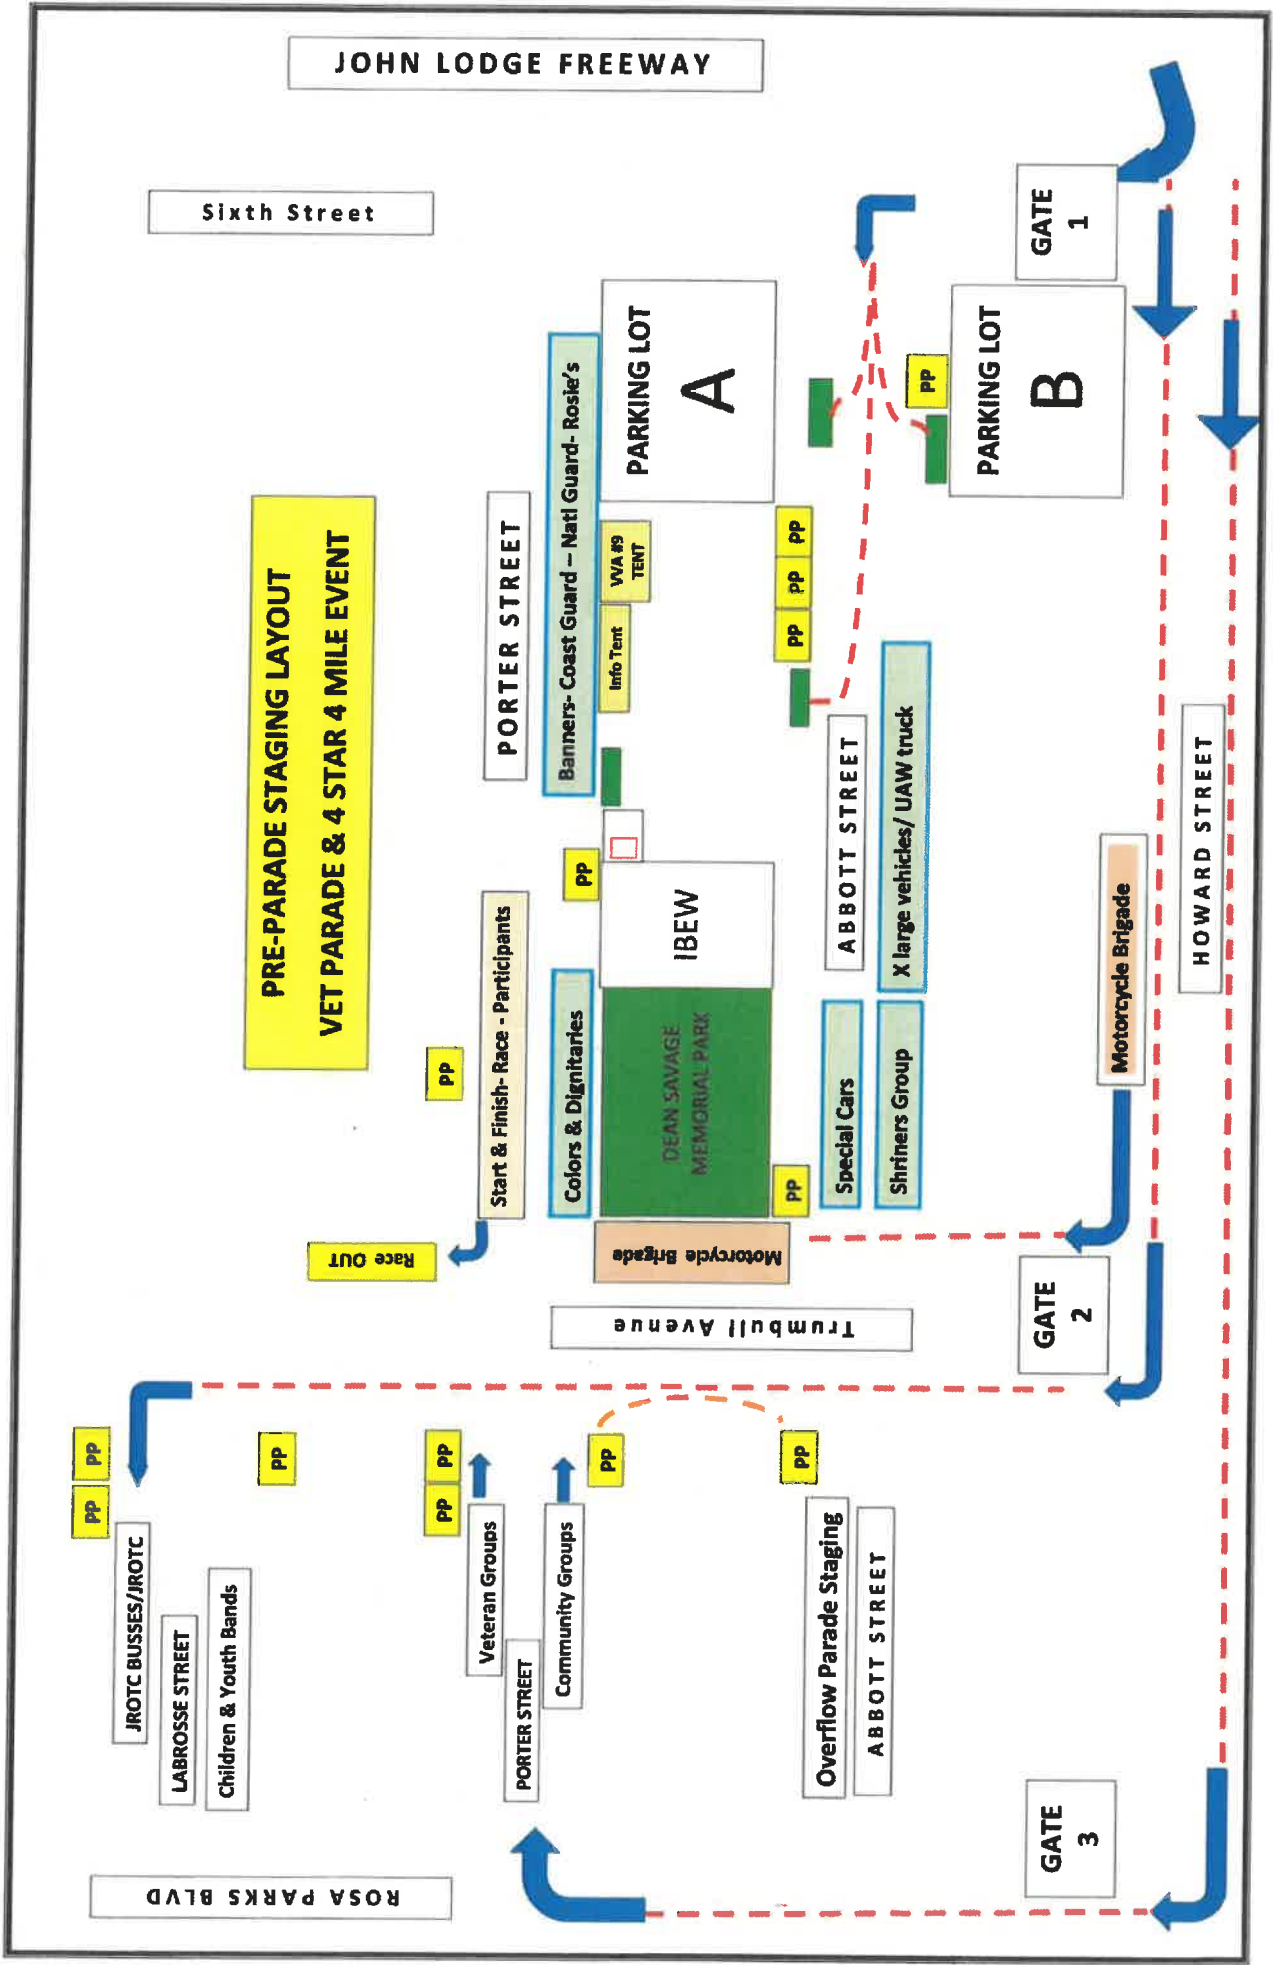 JOHN LODGE FREEWAY
Sixth Street
PRE-PARADE STAGING LAYOUT
VET PARADE & 4 STAR 4 MILE EVENT
PORTER STREET
Banners- Coast Guard – Natl Guard- Rosie's
PARKING LOT
A
VVA #9
TENT
Info Tent
GATE
1
PARKING LOT
B
PP
PP
PP
PP
PP
IBEW
ABBOTT STREET
X large vehicles/ UAW truck
HOWARD STREET
Motorcycle Brigade
Start & Finish- Race - Participants
PP
Colors & Dignitaries
DEAN SAVAGE
MEMORIAL PARK
PP
Special Cars
Shriners Group
Race OUT
Motorcycle Brigade
Trumbull Avenue
GATE
2
PP
PP
PP
PP
PP
PP
PP
JROTC BUSSES/JROTC
LABROSSE STREET
Children & Youth Bands
Veteran Groups
PORTER STREET
Community Groups
Overflow Parade Staging
ABBOTT STREET
ROSA PARKS BLVD
GATE
3